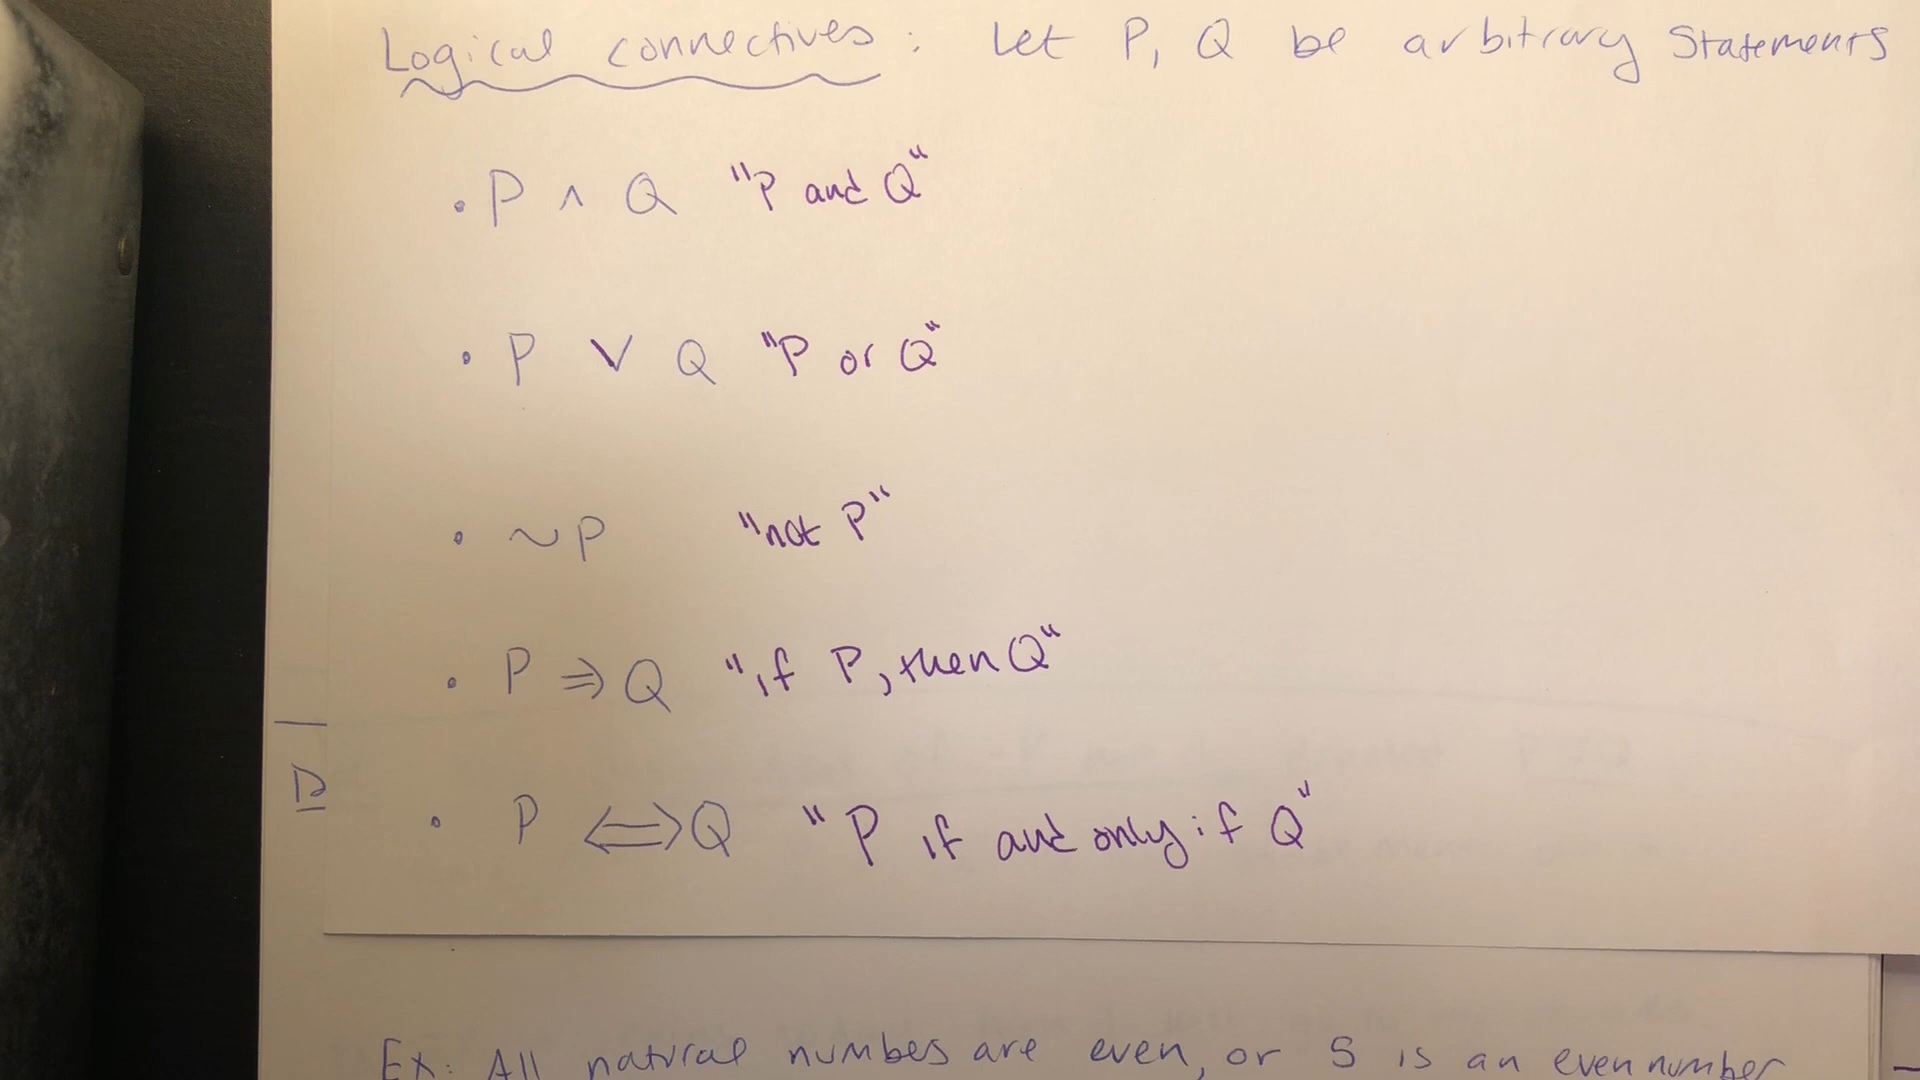 Logical connectives: Let P, Q be arbitrary Statements
• P ∧ Q "P and Q"
• P ∨ Q "P or Q"
• ~P "not P"
• P ⇒ Q "if P, then Q"
• P ⇔ Q "P if and only if Q"
Ex: All natural numbes are even, or 5 is an even number